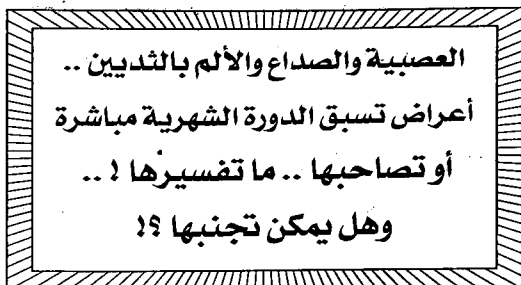 العصبية والصداع والألم بالثديين ..
أعراض تسبق الدورة الشهرية مباشرة
أو تصاحبها .. ما تفسيرها ! ..
وهل يمكن تجنبها ؟!